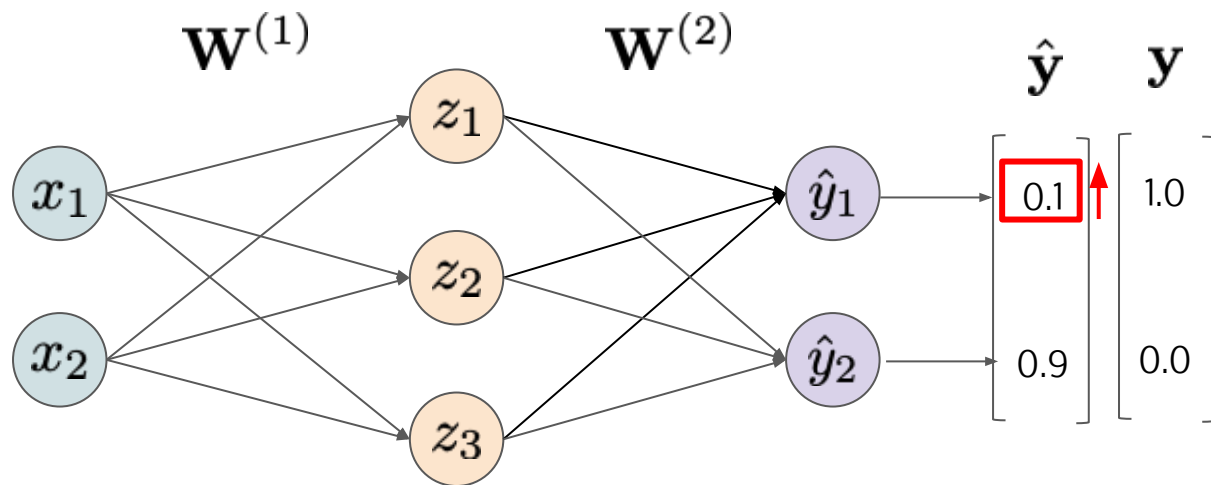 W^(1) W^(2) ŷ y
z₁
x₁ ŷ₁ 0.1 1.0
z₂
x₂ ŷ₂ 0.9 0.0
z₃